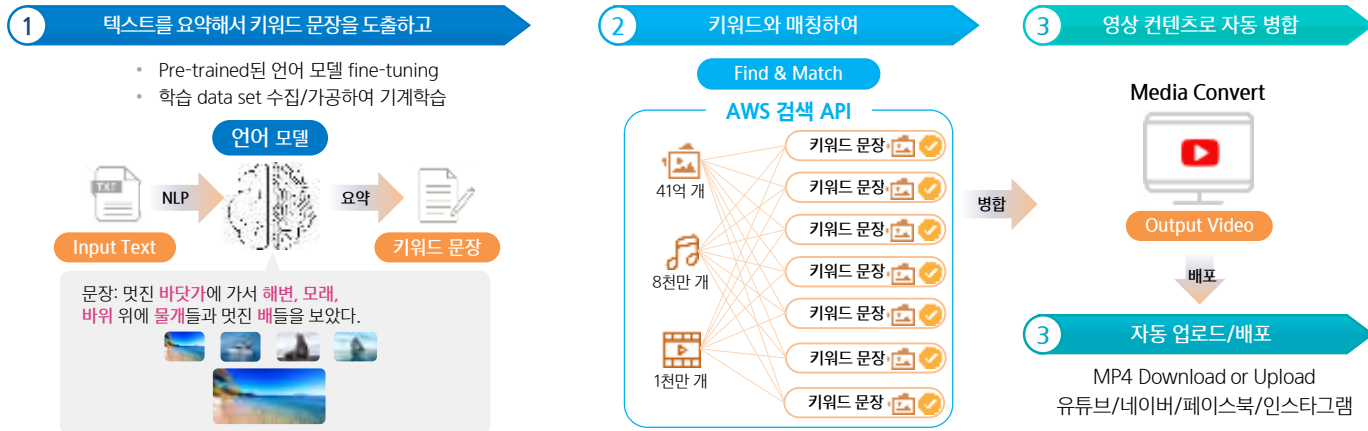 1 텍스트를 요약해서 키워드 문장을 도출하고
• Pre-trained된 언어 모델 fine-tuning
• 학습 data set 수집/가공하여 기계학습
언어 모델
TXT
NLP
요약
Input Text
키워드 문장
문장: 멋진 바닷가에 가서 해변, 모래,
바위 위에 물개들과 멋진 배들을 보았다.
2 키워드와 매칭하여
Find & Match
AWS 검색 API
41억 개
8천만 개
1천만 개
키워드 문장
키워드 문장
키워드 문장
키워드 문장
키워드 문장
키워드 문장
키워드 문장
병합
3 영상 컨텐츠로 자동 병합
Media Convert
Output Video
배포
3 자동 업로드/배포
MP4 Download or Upload
유튜브/네이버/페이스북/인스타그램